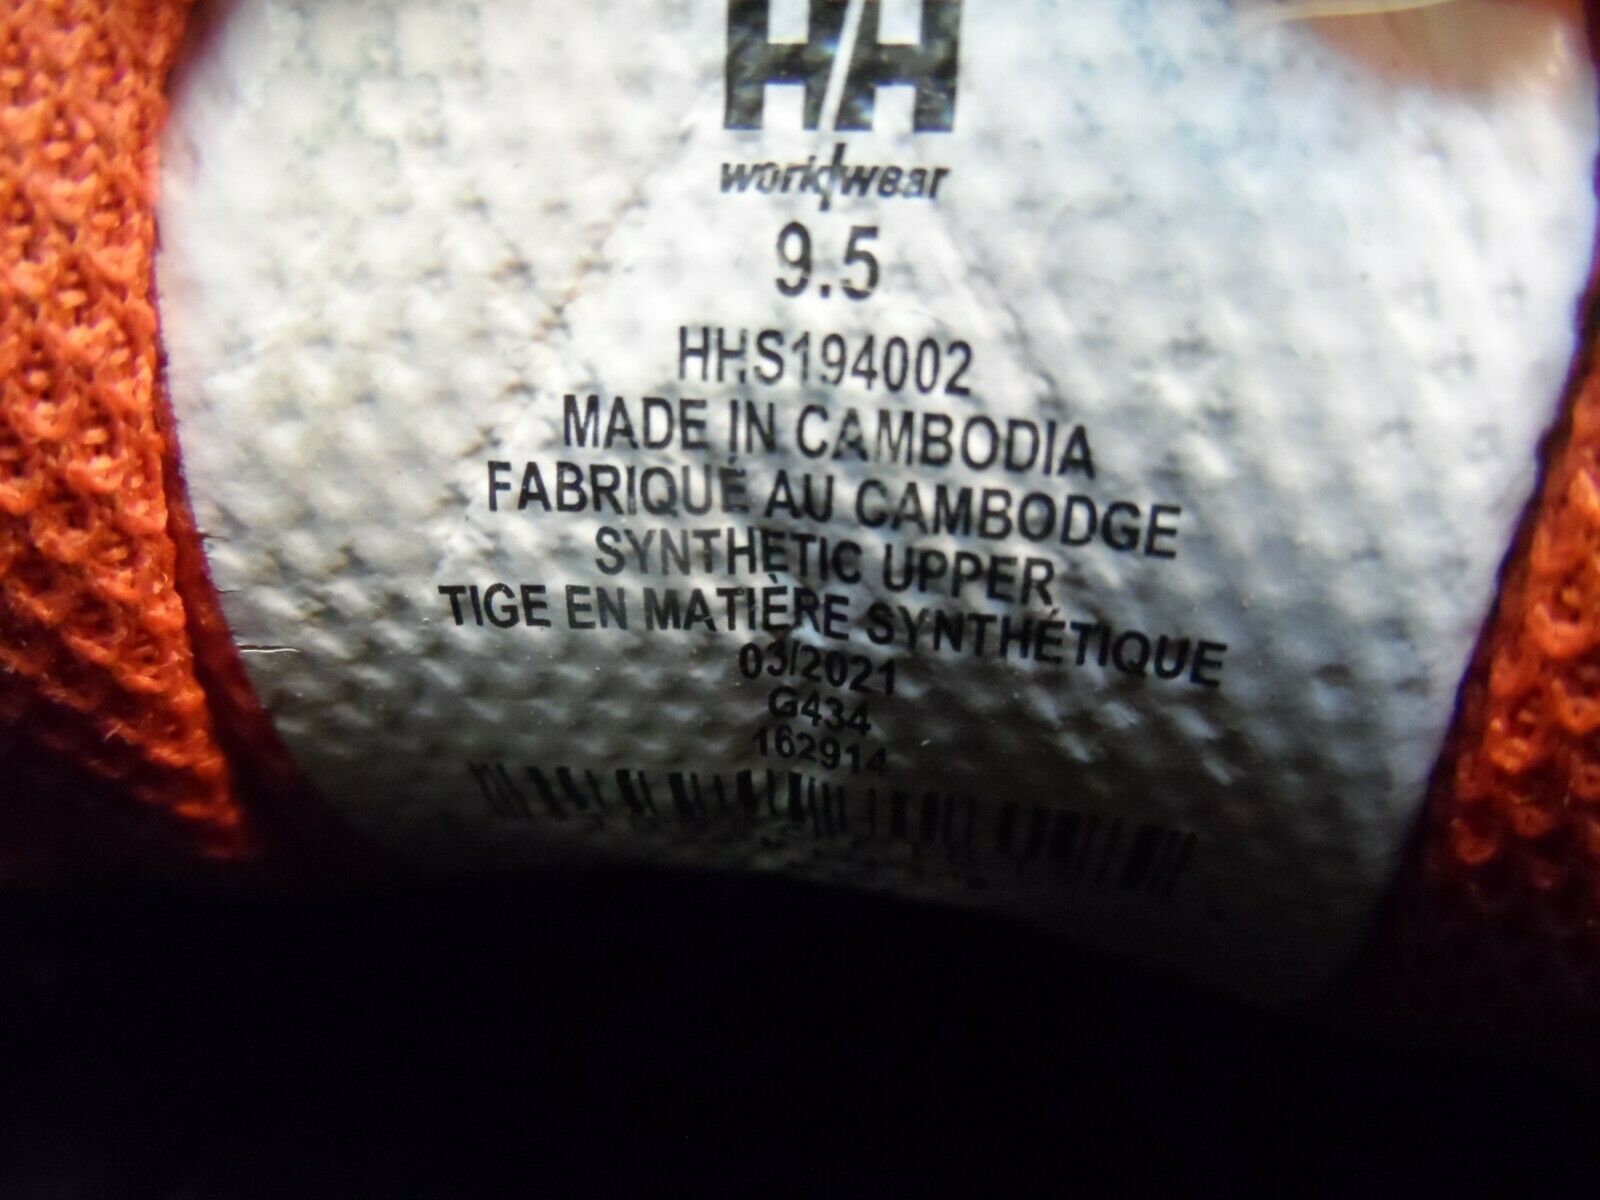 HH
workwear
9.5
HHS194002
MADE IN CAMBODIA
FABRIQUÉ AU CAMBODGE
SYNTHETIC UPPER
TIGE EN MATIÈRE SYNTHÉTIQUE
03/2021
G434
162914